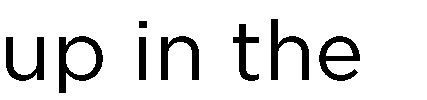 up in the